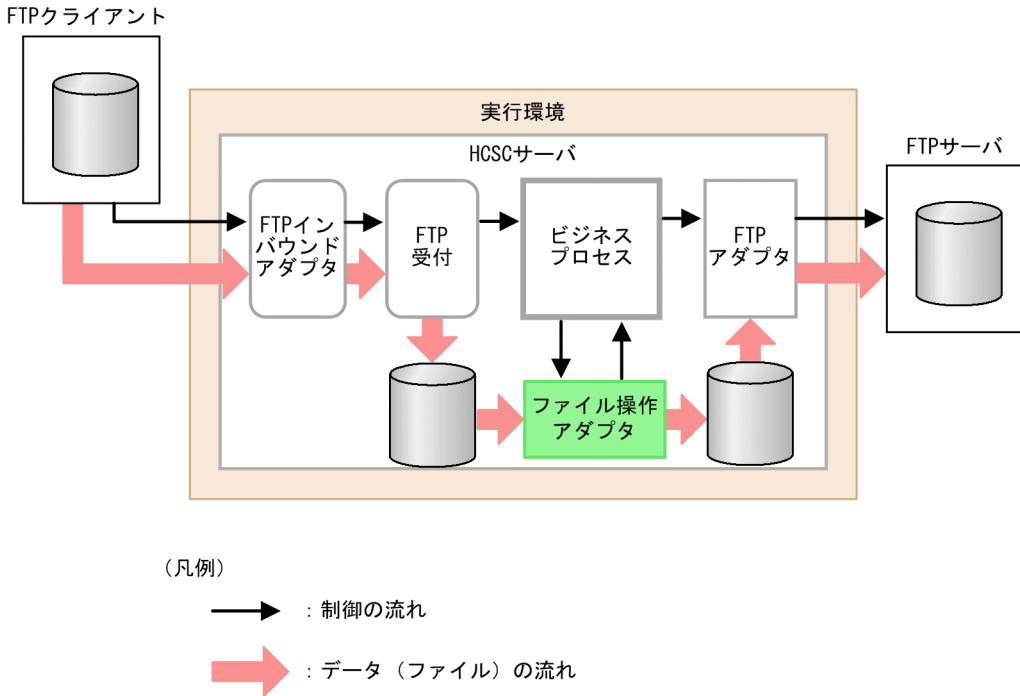 FTPクライアント
実行環境
HCSCサーバ
FTPサーバ
FTPイン
バウンド
アダプタ
FTP
受付
ビジネス
プロセス
FTP
アダプタ
ファイル操作
アダプタ
(凡例)
:制御の流れ
:データ(ファイル)の流れ